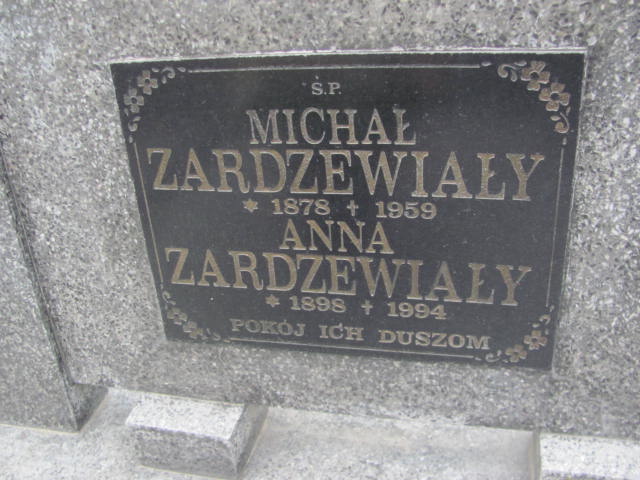 S.P.
MICHAŁ
ZARDZEWIAŁY
* 1878 † 1959
ANNA
ZARDZEWIAŁY
* 1898 † 1994
POKÓJ ICH DUSZOM